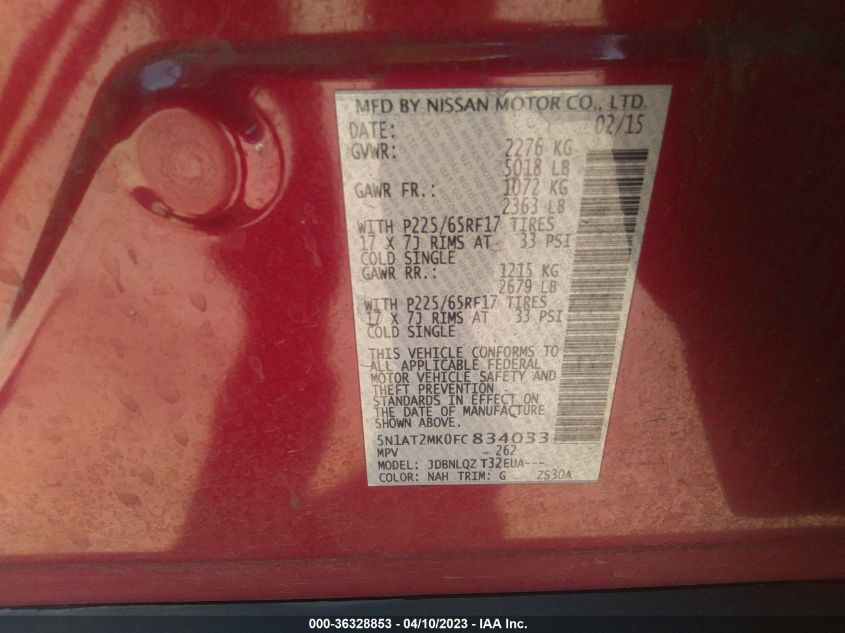 MFD BY NISSAN MOTOR CO., LTD.
DATE: 02/15
GVWR: 2276 KG
5018 LB
GAWR FR.: 1072 KG
2363 LB
WITH P225/65RF17 TIRES
17 X 7J RIMS AT 33 PSI
COLD SINGLE
GAWR RR.: 1215 KG
2679 LB
WITH P225/65RF17 TIRES
17 X 7J RIMS AT 33 PSI
COLD SINGLE
THIS VEHICLE CONFORMS TO
ALL APPLICABLE FEDERAL
MOTOR VEHICLE SAFETY AND
THEFT PREVENTION
STANDARDS IN EFFECT ON
THE DATE OF MANUFACTURE
SHOWN ABOVE.
5N1AT2MK0FC 834033
MPV 262
MODEL: JDBNLQZ T32EUA---
COLOR: NAH TRIM: G ZS30A
000-36328853 - 04/10/2023 - IAA Inc.